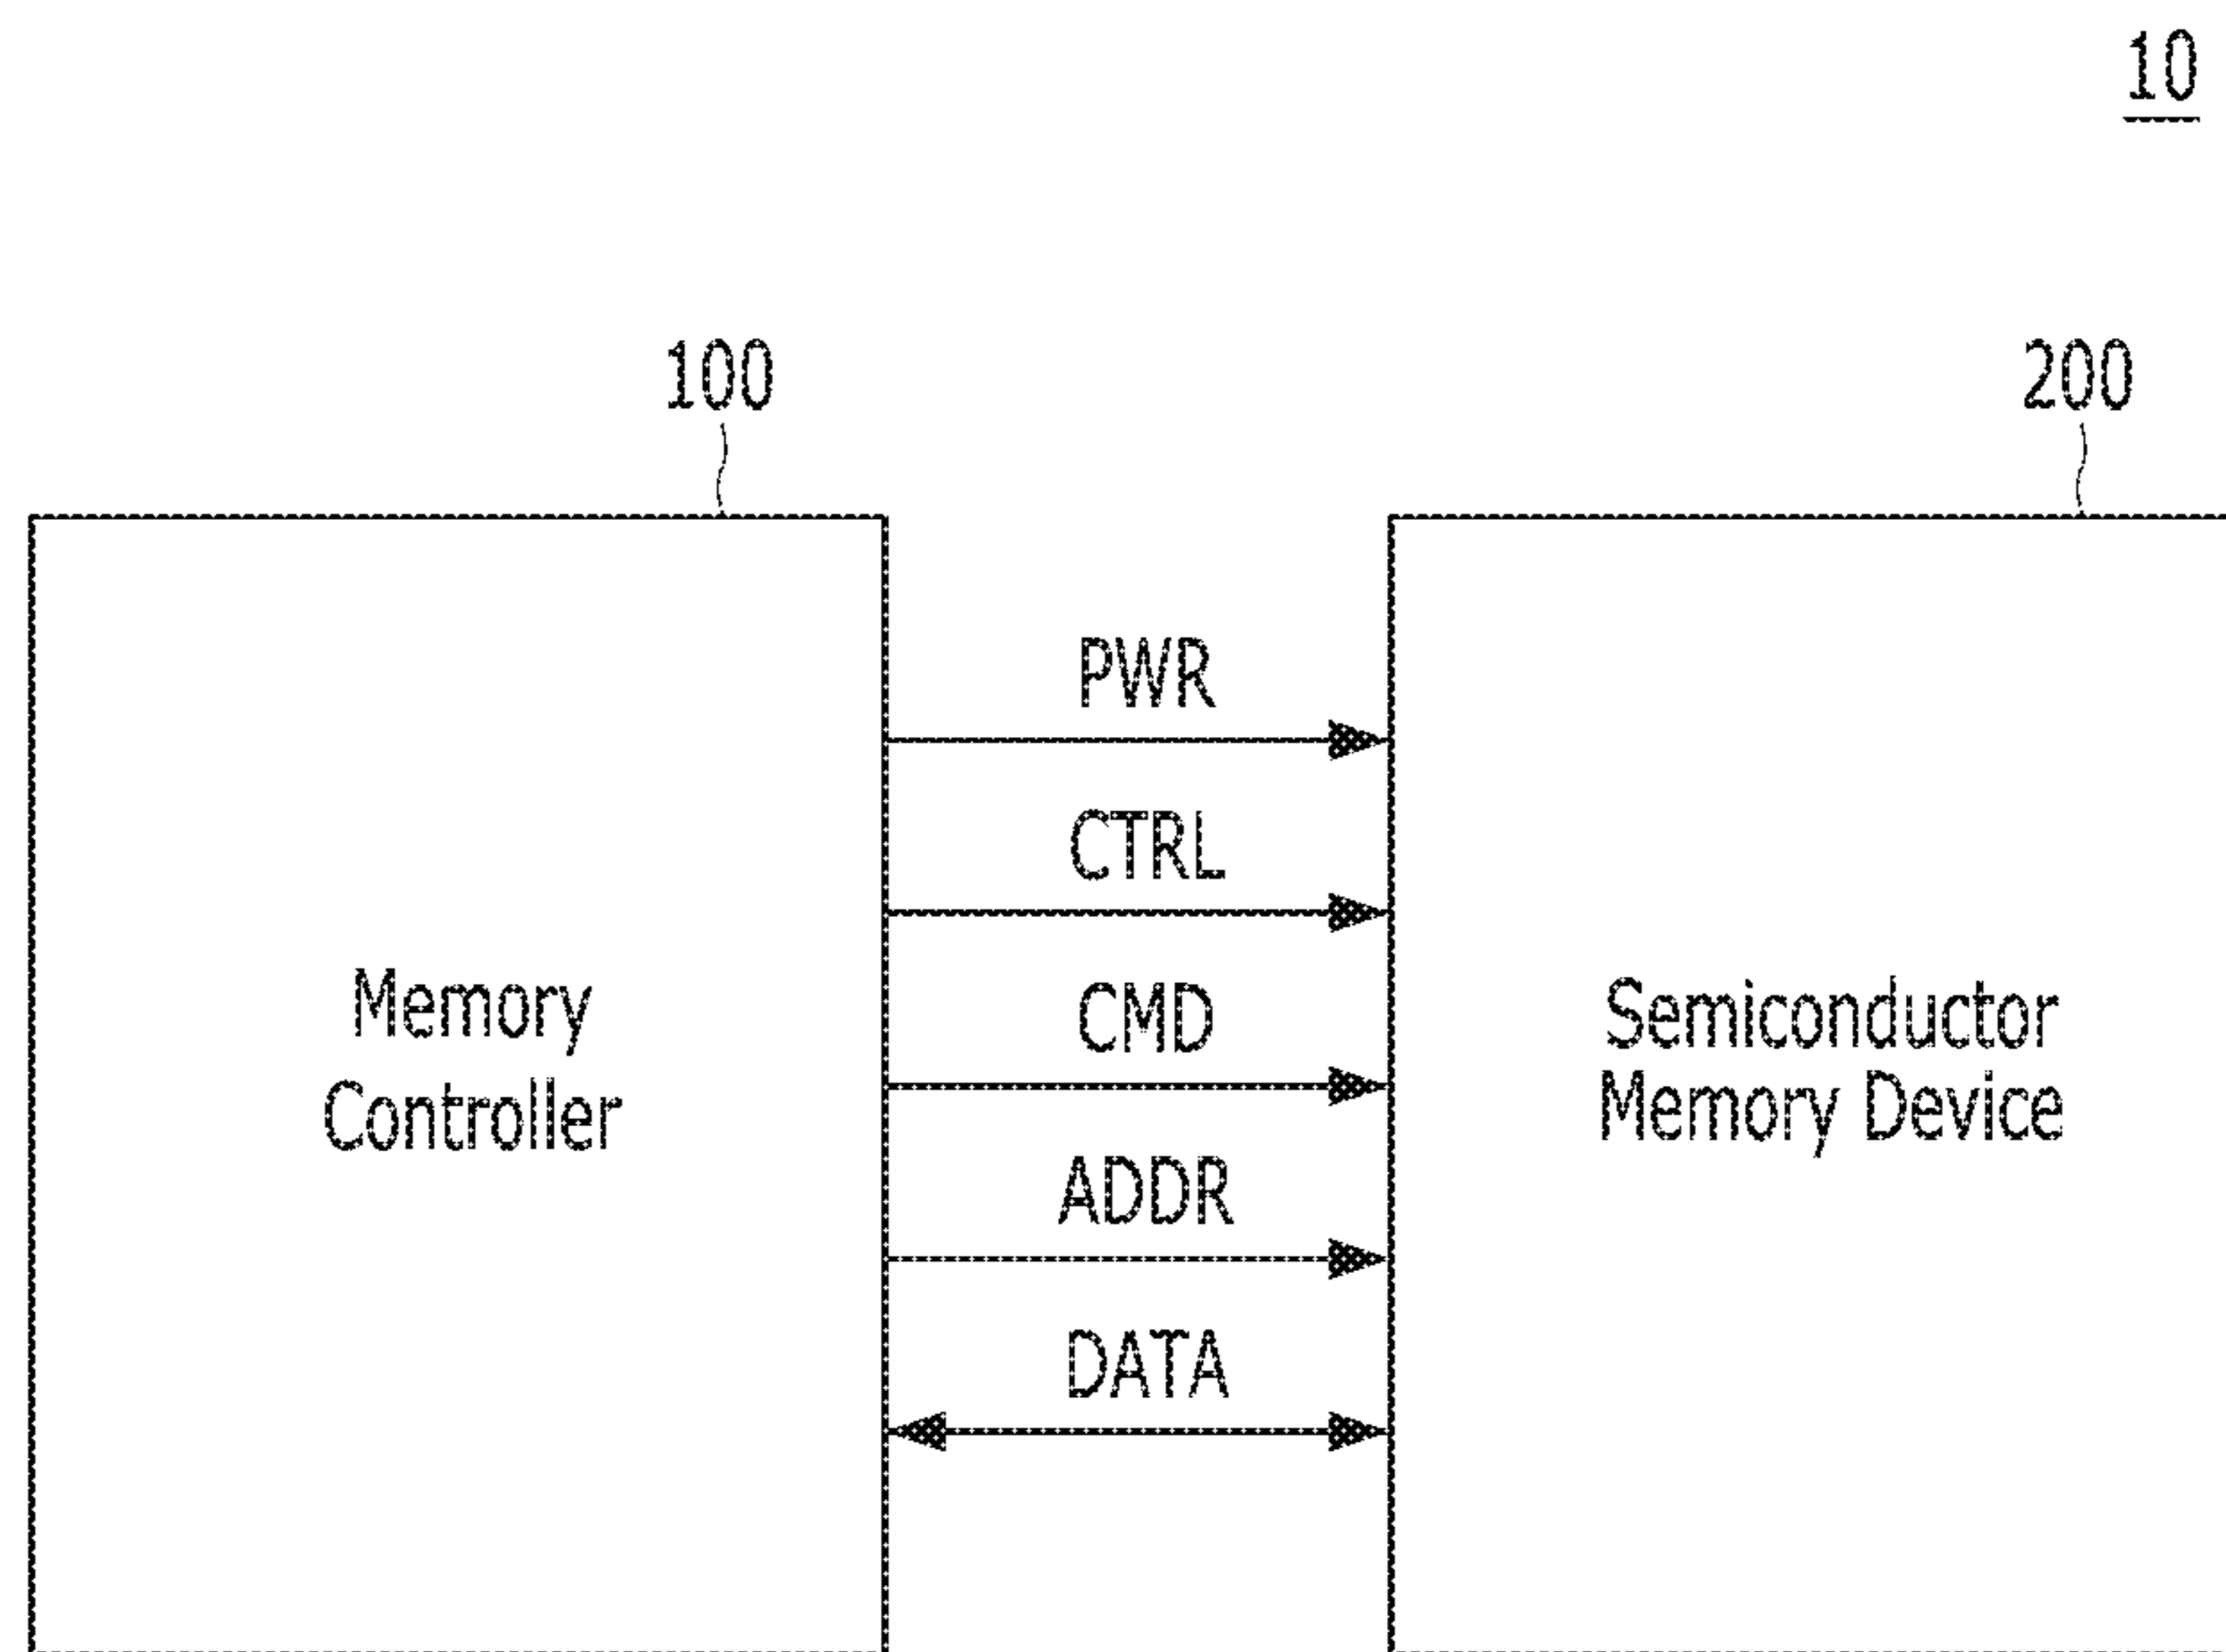 10
100
200
PWR
CTRL
CMD
ADDR
DATA
Memory
Controller
Semiconductor
Memory Device